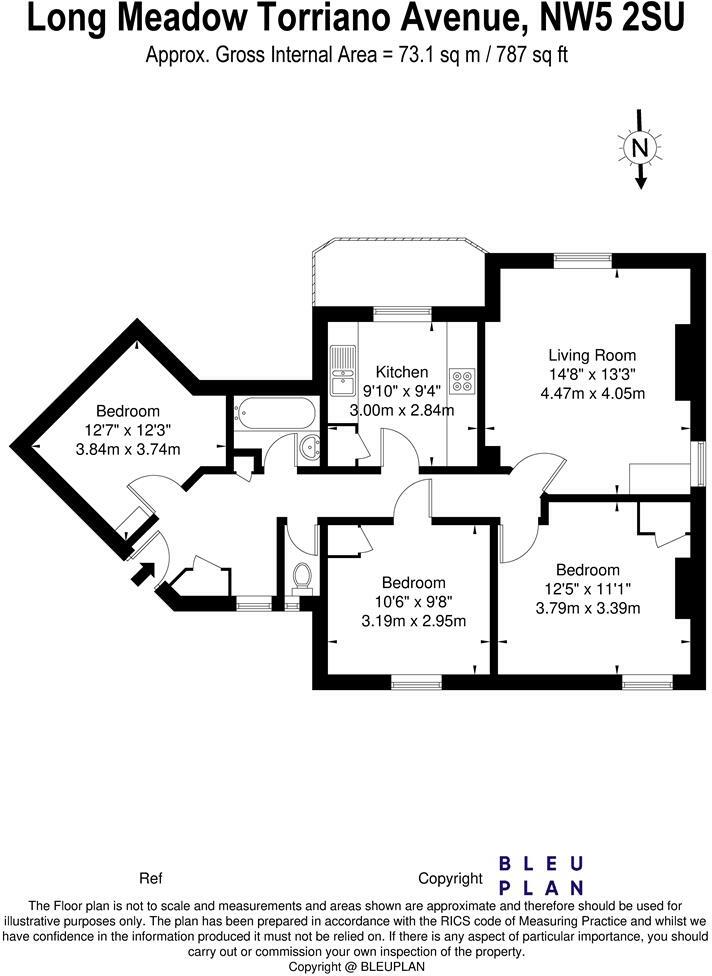 Long Meadow Torriano Avenue, NW5 2SU
Approx. Gross Internal Area = 73.1 sq m / 787 sq ft
N
Living Room
14'8" x 13'3"
4.47m x 4.05m
Kitchen
9'10" x 9'4"
3.00m x 2.84m
Bedroom
12'7" x 12'3"
3.84m x 3.74m
Bedroom
10'6" x 9'8"
3.19m x 2.95m
Bedroom
12'5" x 11'1"
3.79m x 3.39m
Ref
Copyright
BLEU
PLAN
The Floor plan is not to scale and measurements and areas shown are approximate and therefore should be used for
illustrative purposes only. The plan has been prepared in accordance with the RICS code of Measuring Practice and whilst we
have confidence in the information produced it must not be relied on. If there is any aspect of particular importance, you should
carry out or commission your own inspection of the property.
Copyright @ BLEUPLAN